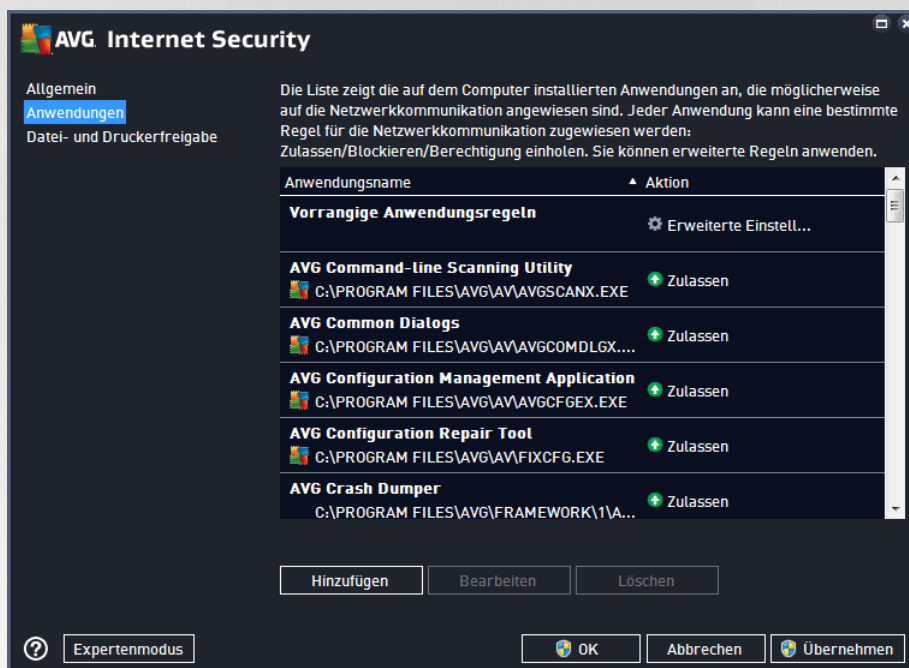 AVG Internet Security
Allgemein
Anwendungen
Datei- und Druckerfreigabe
Die Liste zeigt die auf dem Computer installierten Anwendungen an, die möglicherweise
auf die Netzwerkkommunikation angewiesen sind. Jeder Anwendung kann eine bestimmte
Regel für die Netzwerkkommunikation zugewiesen werden:
Zulassen/Blockieren/Berechtigung einholen. Sie können erweiterte Regeln anwenden.
Anwendungsname Aktion
Vorrangige Anwendungsregeln
Erweiterte Einstell...
AVG Command-line Scanning Utility
C:\PROGRAM FILES\AVG\AV\AVGSCANX.EXE
Zulassen
AVG Common Dialogs
C:\PROGRAM FILES\AVG\AV\AVGCOMDLGX....
Zulassen
AVG Configuration Management Application
C:\PROGRAM FILES\AVG\AV\AVGCFGEX.EXE
Zulassen
AVG Configuration Repair Tool
C:\PROGRAM FILES\AVG\AV\FIXCFG.EXE
Zulassen
AVG Crash Dumper
C:\PROGRAM FILES\AVG\FRAMEWORK\1\A...
Zulassen
Hinzufügen Bearbeiten Löschen
? Expertenmodus OK Abbrechen Übernehmen